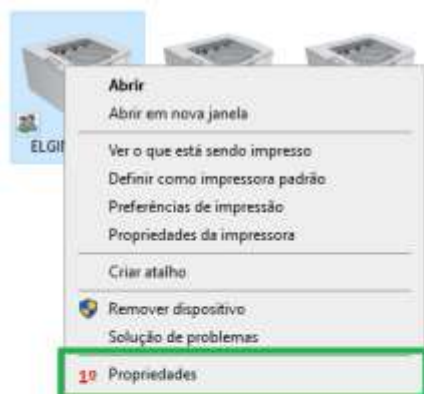 Abrir
Abrir em nova janela
ELGI
Ver o que está sendo impresso
Definir como impressora padrão
Preferências de impressão
Propriedades da impressora
Criar atalho
Remover dispositivo
Solução de problemas
1º Propriedades